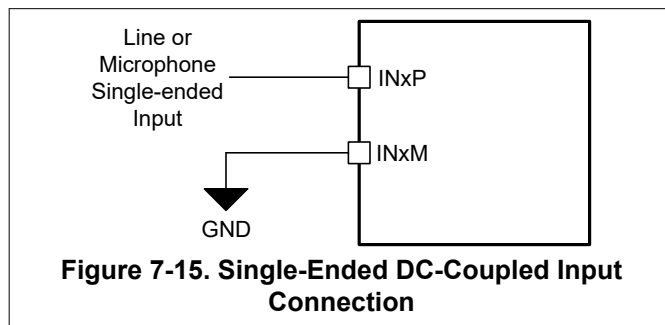 Line or
Microphone
Single-ended
Input
INxP
INxM
GND
Figure 7-15. Single-Ended DC-Coupled Input
Connection